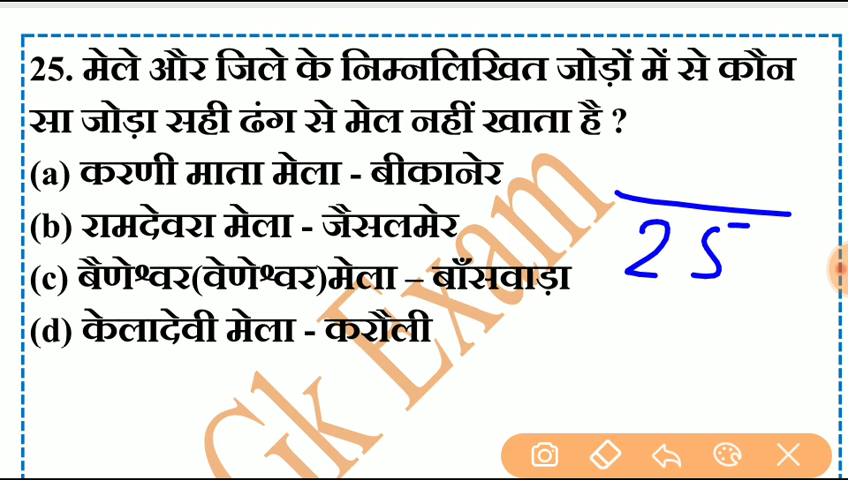 25. मेले और जिले के निम्नलिखित जोड़ों में से कौन
सा जोड़ा सही ढंग से मेल नहीं खाता है ?
(a) करणी माता मेला - बीकानेर
(b) रामदेवरा मेला - जैसलमेर
(c) बैणेश्वर(वेणेश्वर)मेला – बाँसवाड़ा
(d) केलादेवी मेला - करौली
25
Gk Exam